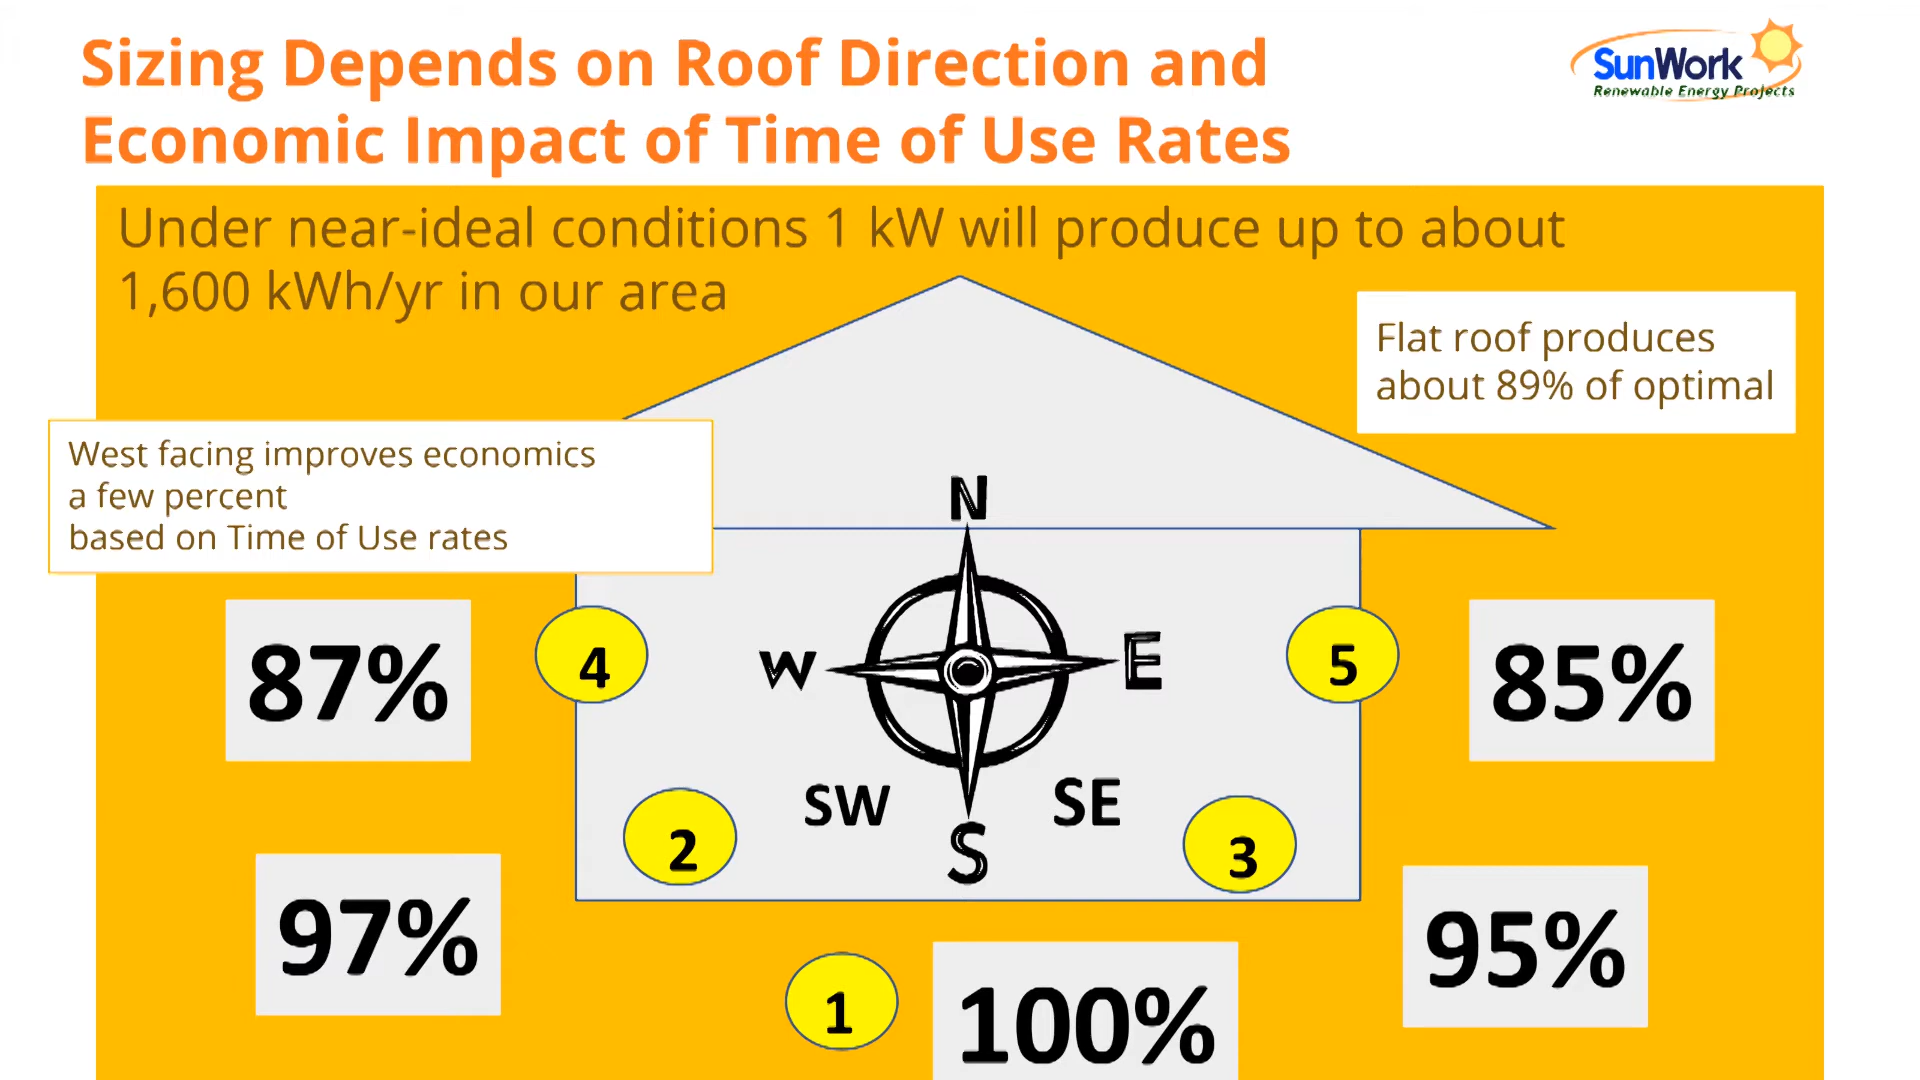 Sizing Depends on Roof Direction and
Economic Impact of Time of Use Rates
SunWork
Renewable Energy Projects
Under near-ideal conditions 1 kW will produce up to about
1,600 kWh/yr in our area
Flat roof produces
about 89% of optimal
West facing improves economics
a few percent
based on Time of Use rates
N
87%
4
W
E
5
85%
SW
SE
2
S
3
97%
95%
1
100%